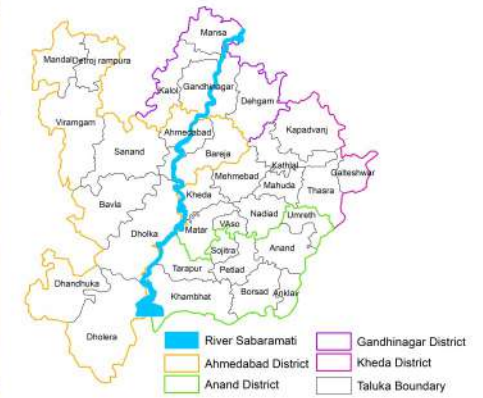 Mansa
Mandal
Detroj rampura
Kalol
Gandhinagar
Dehgam
Viramgam
Ahmedabad
Kapadvanj
Sanand
Bareja
Kathlal
Galteshwar
Mehmebad
Mahuda
Thasra
Bavla
Kheda
Nadiad
Umreth
Dholka
Matar
VAso
Sojitra
Anand
Tarapur
Petlad
Dhandhuka
Khambhat
Borsad
Anklav
Dholera
River Sabaramati
Gandhinagar District
Ahmedabad District
Kheda District
Anand District
Taluka Boundary